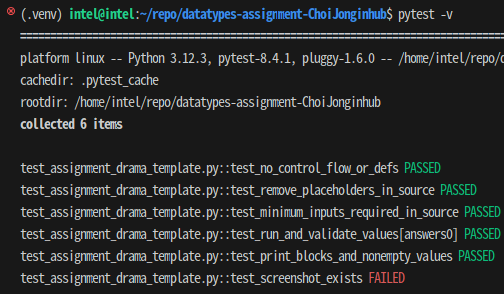 (.venv) intel@intel:~/repo/datatypes-assignment-ChoiJonginhub$ pytest -v
platform linux -- Python 3.12.3, pytest-8.4.1, pluggy-1.6.0 -- /home/intel/repo/
cachedir: .pytest_cache
rootdir: /home/intel/repo/datatypes-assignment-ChoiJonginhub
collected 6 items
test_assignment_drama_template.py::test_no_control_flow_or_defs PASSED
test_assignment_drama_template.py::test_remove_placeholders_in_source PASSED
test_assignment_drama_template.py::test_minimum_inputs_required_in_source PASSED
test_assignment_drama_template.py::test_run_and_validate_values[answers0] PASSED
test_assignment_drama_template.py::test_print_blocks_and_nonempty_values PASSED
test_assignment_drama_template.py::test_screenshot_exists FAILED